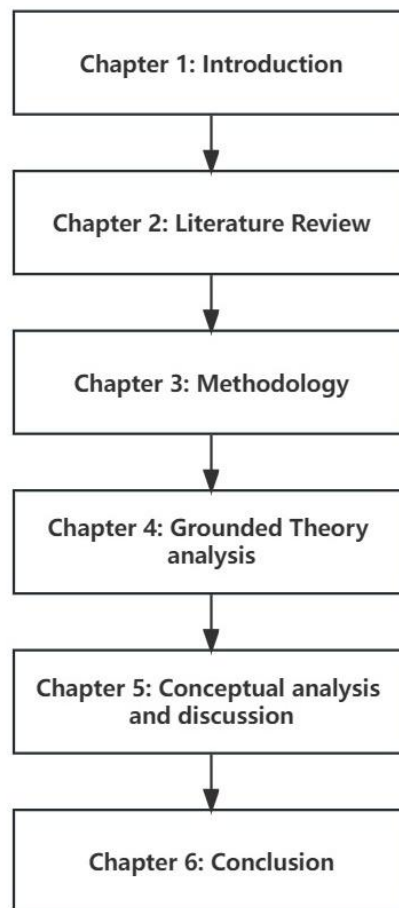 Chapter 1: Introduction
Chapter 2: Literature Review
Chapter 3: Methodology
Chapter 4: Grounded Theory
analysis
Chapter 5: Conceptual analysis
and discussion
Chapter 6: Conclusion